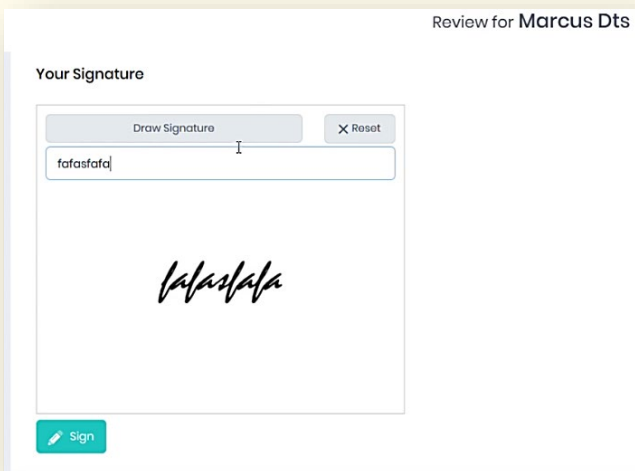 Review for Marcus Dts
Your Signature
Draw Signature
Reset
fafasfafa
fafasfafa
Sign